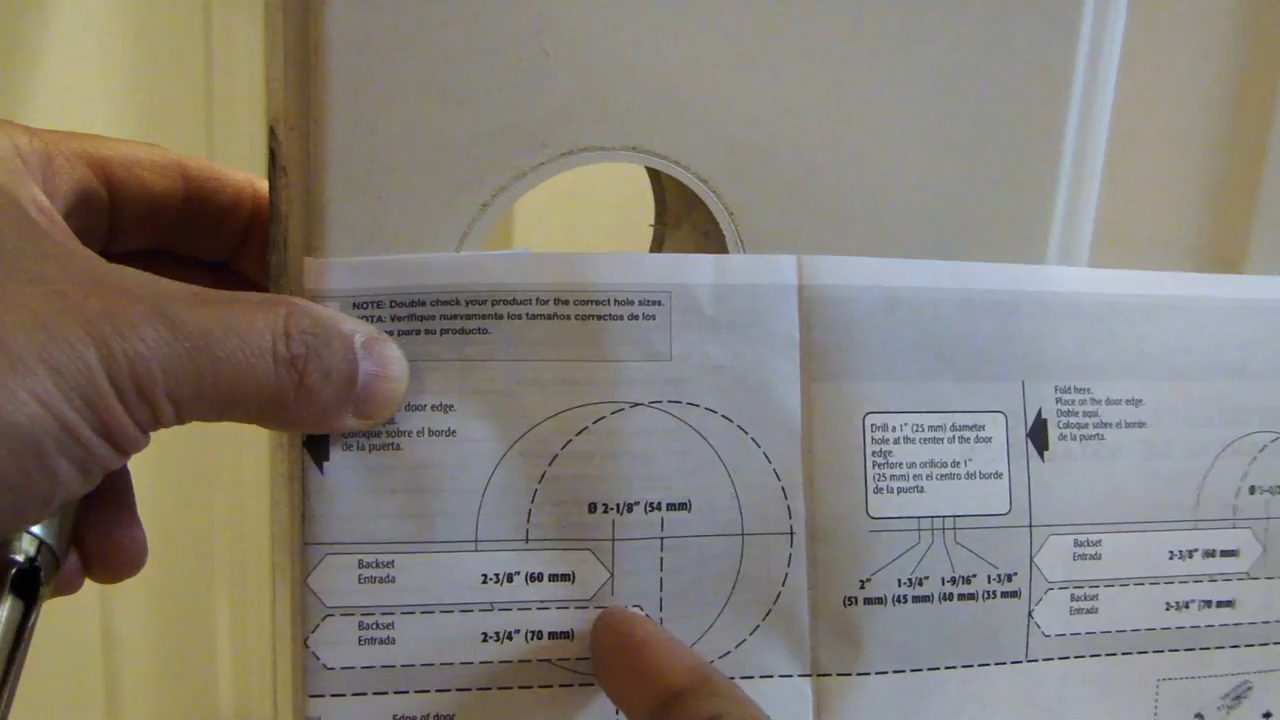 NOTE: Double check your product for the correct hole sizes.
OTA: Verifique nuevamente los tamaños correctos de los
para su producto.
door edge.
Coloque sobre el borde
de la puerta.
Ø 2-1/8" (54 mm)
Backset
Entrada
2-3/8" (60 mm)
Backset
Entrada
2-3/4" (70 mm)
Edge of door
Drill a 1" (25 mm) diameter
hole at the center of the door
edge.
Perfore un orificio de 1"
(25 mm) en el centro del borde
de la puerta.
2" 1-3/4" 1-9/16" 1-3/8"
(51 mm) (45 mm) (40 mm) (35 mm)
Fold here.
Place on the door edge.
Doble aquí.
Coloque sobre el borde
de la puerta.
Backset
Entrada
2-3/8" (60 mm)
Backset
Entrada
2-3/4" (70 mm)